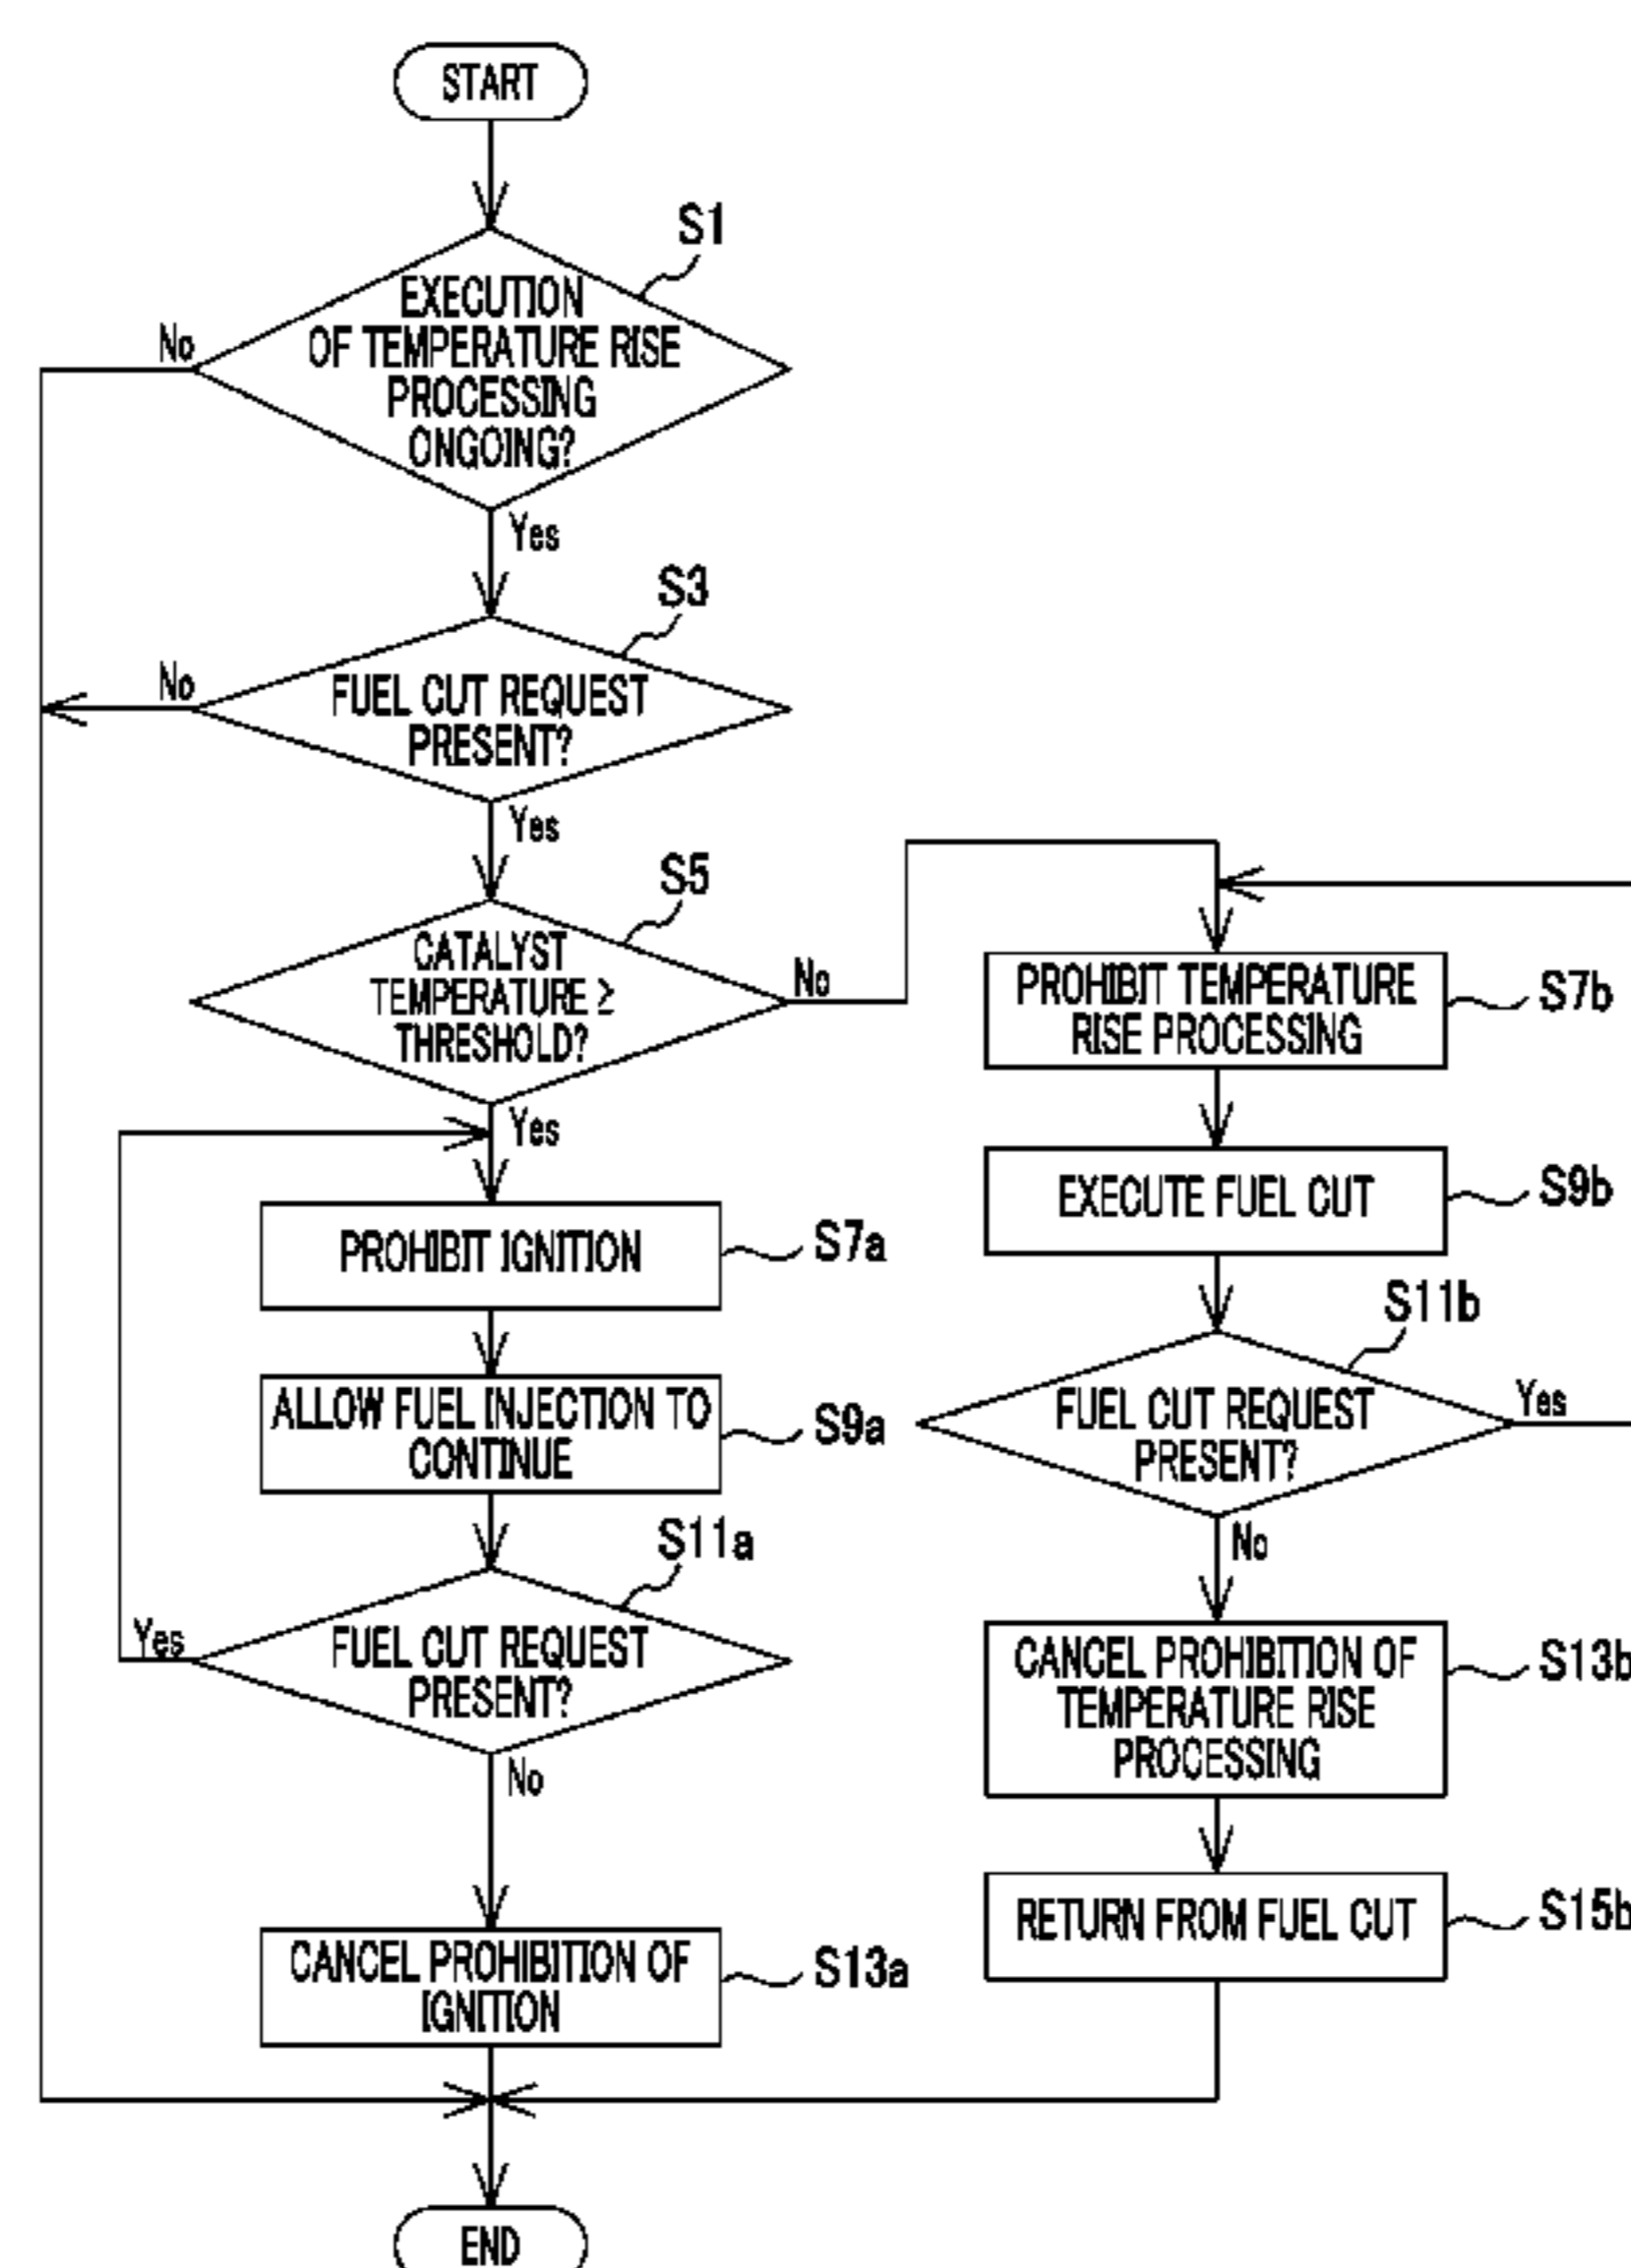 START
S1
EXECUTION
OF TEMPERATURE RISE
PROCESSING
ONGOING?
No
Yes
S3
FUEL CUT REQUEST
PRESENT?
No
Yes
S5
CATALYST
TEMPERATURE ≥
THRESHOLD?
No
Yes
PROHIBIT IGNITION
S7a
ALLOW FUEL INJECTION TO
CONTINUE
S9a
S11a
FUEL CUT REQUEST
PRESENT?
Yes
No
CANCEL PROHIBITION OF
IGNITION
S13a
PROHIBIT TEMPERATURE
RISE PROCESSING
S7b
EXECUTE FUEL CUT
S9b
S11b
FUEL CUT REQUEST
PRESENT?
Yes
No
CANCEL PROHIBITION OF
TEMPERATURE RISE
PROCESSING
S13b
RETURN FROM FUEL CUT
S15b
END